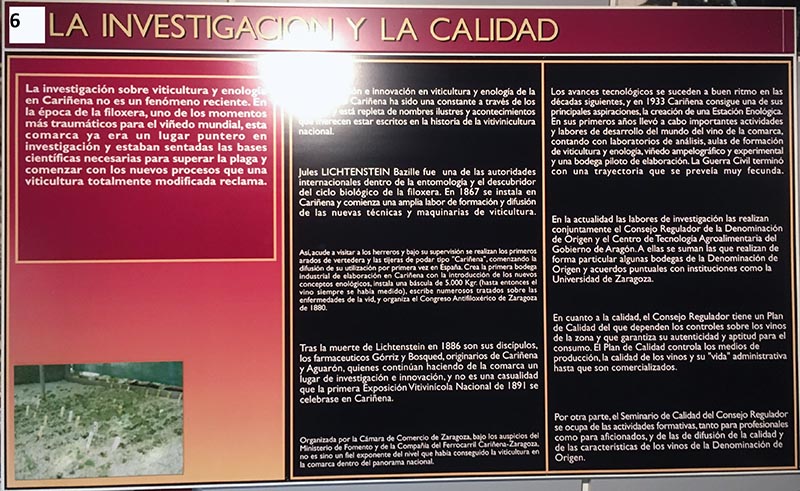 6
LA INVESTIGACION Y LA CALIDAD
La investigación sobre viticultura y enología
en Cariñena no es un fenómeno reciente. En
la época de la filoxera, uno de los momentos
más traumáticos para el viñedo mundial, esta
comarca ya era un lugar puntero en
investigación y estaban sentadas las bases
científicas necesarias para superar la plaga y
comenzar con los nuevos procesos que una
viticultura totalmente modificada reclama.
e innovación en viticultura y enología de la
Cariñena ha sido una constante a través de los
y está repleta de nombres ilustres y acontecimientos
que merecen estar escritos en la historia de la vitivinicultura
nacional.
Jules LICHTENSTEIN Bazille fue una de las autoridades
internacionales dentro de la entomología y el descubridor
del ciclo biológico de la filoxera. En 1867 se instala en
Cariñena y comienza una amplia labor de formación y difusión
de las nuevas técnicas y maquinarias de viticultura.
Así, acude a visitar a los herreros y bajo su supervisión se realizan los primeros
arados de vertedera y las tijeras de podar tipo "Cariñena", comenzando la
difusión de su utilización por primera vez en España. Crea la primera bodega
industrial de elaboración en Cariñena con la introducción de los nuevos
conceptos enológicos, instala una báscula de 5.000 Kgr. (hasta entonces el
vino siempre se había medido), escribe numerosos tratados sobre las
enfermedades de la vid, y organiza el Congreso Antifiloxérico de Zaragoza
de 1880.
Tras la muerte de Lichtenstein en 1886 son sus discípulos,
los farmaceuticos Górriz y Bosqued, originarios de Cariñena
y Aguarón, quienes continúan haciendo de la comarca un
lugar de investigación e innovación, y no es una casualidad
que la primera Exposición Vitivinícola Nacional de 1891 se
celebrase en Cariñena.
Organizada por la Cámara de Comercio de Zaragoza, bajo los auspicios del
Ministerio de Fomento y de la Compañía del Ferrocarril Cariñena-Zaragoza,
no es sino un fiel exponente del nivel que había conseguido la viticultura en
la comarca dentro del panorama nacional.
Los avances tecnológicos se suceden a buen ritmo en las
décadas siguientes, y en 1933 Cariñena consigue una de sus
principales aspiraciones, la creación de una Estación Enológica.
En sus primeros años llevó a cabo importantes actividades
y labores de desarrollo del mundo del vino de la comarca,
contando con laboratorios de análisis, aulas de formación
de viticultura y enología, viñedo ampelográfico y experimental
y una bodega piloto de elaboración. La Guerra Civil terminó
con una trayectoria que se preveía muy fecunda.
En la actualidad las labores de investigación las realizan
conjuntamente el Consejo Regulador de la Denominación
de Origen y el Centro de Tecnología Agroalimentaria del
Gobierno de Aragón. A ellas se suman las que realizan de
forma particular algunas bodegas de la Denominación de
Origen y acuerdos puntuales con instituciones como la
Universidad de Zaragoza.
En cuanto a la calidad, el Consejo Regulador tiene un Plan
de Calidad del que dependen los controles sobre los vinos
de la zona y que garantiza su autenticidad y aptitud para el
consumo. El Plan de Calidad controla los medios de
producción, la calidad de los vinos y su "vida" administrativa
hasta que son comercializados.
Por otra parte, el Seminario de Calidad del Consejo Regulador
se ocupa de las actividades formativas, tanto para profesionales
como para aficionados, y de las de difusión de la calidad y
de las características de los vinos de la Denominación de
Origen.